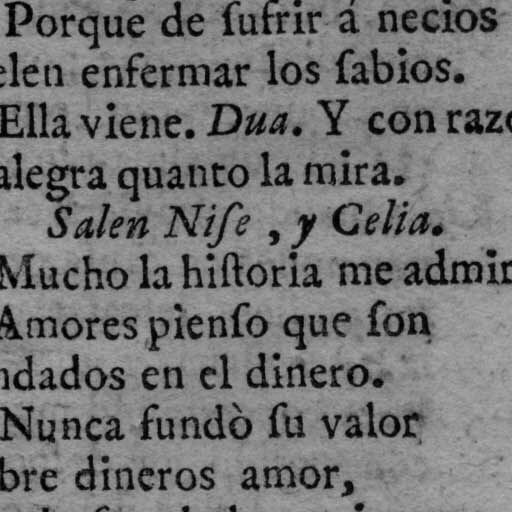 Porque de ſufrir á necios
elen enfermar los ſabios.
Ella viene. Dua. Y con razo
alegra quanto la mira.
Salen Niſe , y Celia.
Mucho la hiſtoria me admir
Amores pienſo que ſon
ndados en el dinero.
Nunca fundò ſu valor
bre dineros amor,